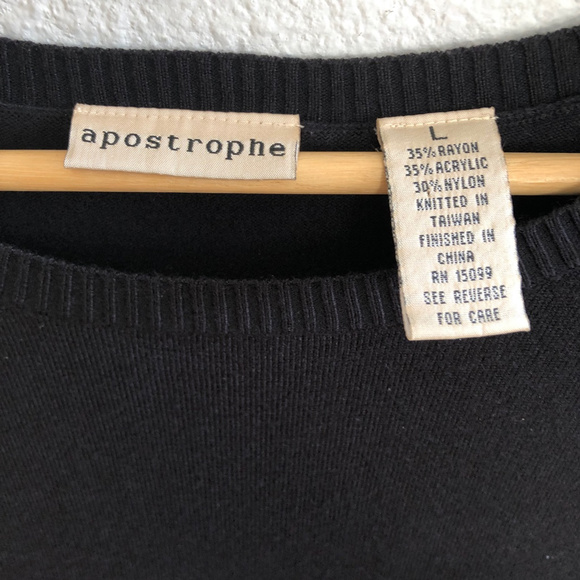 apostrophe
L
35% RAYON
35% ACRYLIC
30% NYLON
KNITTED IN
TAIWAN
FINISHED IN
CHINA
RN 15099
SEE REVERSE
FOR CARE